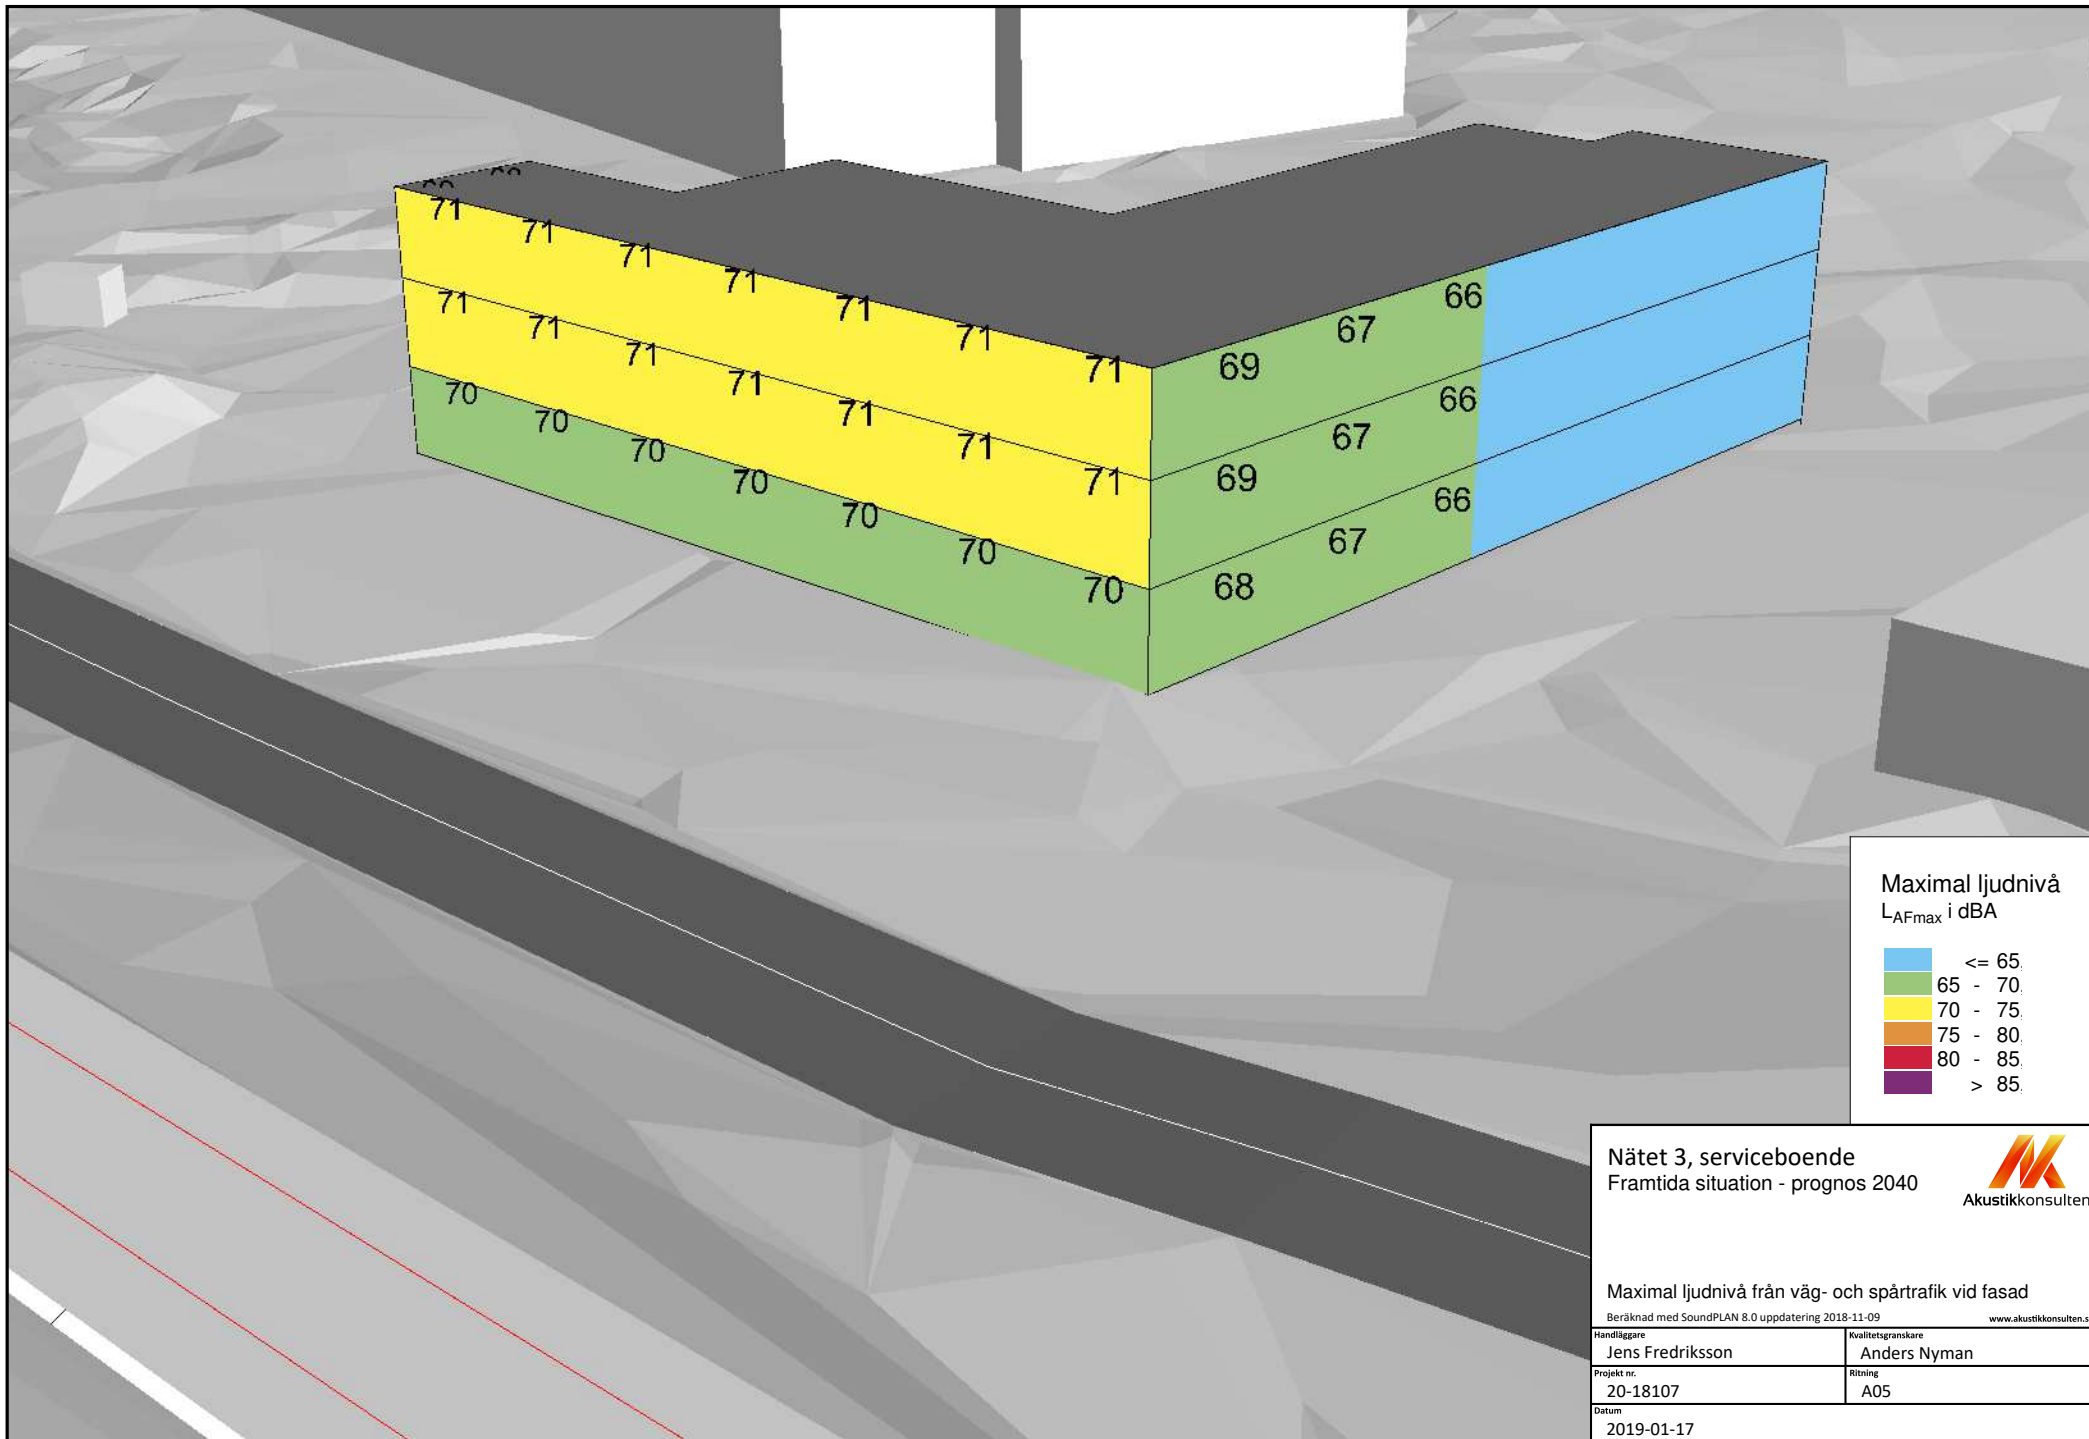 71
71
71
71
71
71
71
71
71
71
71
71
71
71
70
70
70
70
70
70
70
69
67
66
69
67
66
68
67
66
Maximal ljudnivå
LAFmax i dBA
<= 65,
65 - 70,
70 - 75,
75 - 80,
80 - 85,
> 85,
Nätet 3, serviceboende
Framtida situation - prognos 2040
Akustikkonsulten
Maximal ljudnivå från väg- och spårtrafik vid fasad
Beräknad med SoundPLAN 8.0 uppdatering 2018-11-09
www.akustikkonsulten.s
Handläggare
Jens Fredriksson
Kvalitetsgranskare
Anders Nyman
Projekt nr.
20-18107
Ritning
A05
Datum
2019-01-17